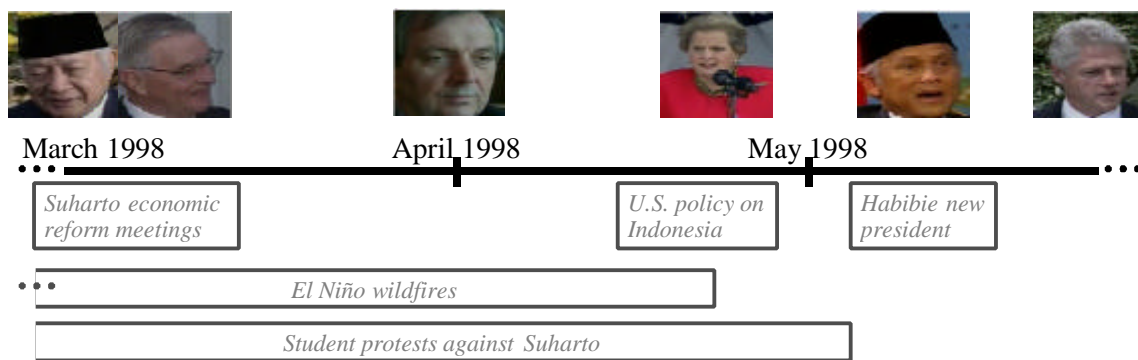 March 1998
April 1998
May 1998
Suharto economic
reform meetings
U.S. policy on
Indonesia
Habibie new
president
El Niño wildfires
Student protests against Suharto